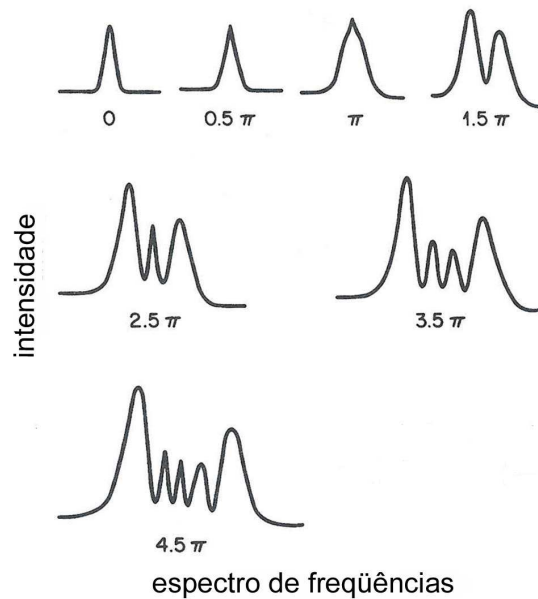 0 0.5 π π 1.5 π
2.5 π 3.5 π
4.5 π
intensidade
espectro de freqüências